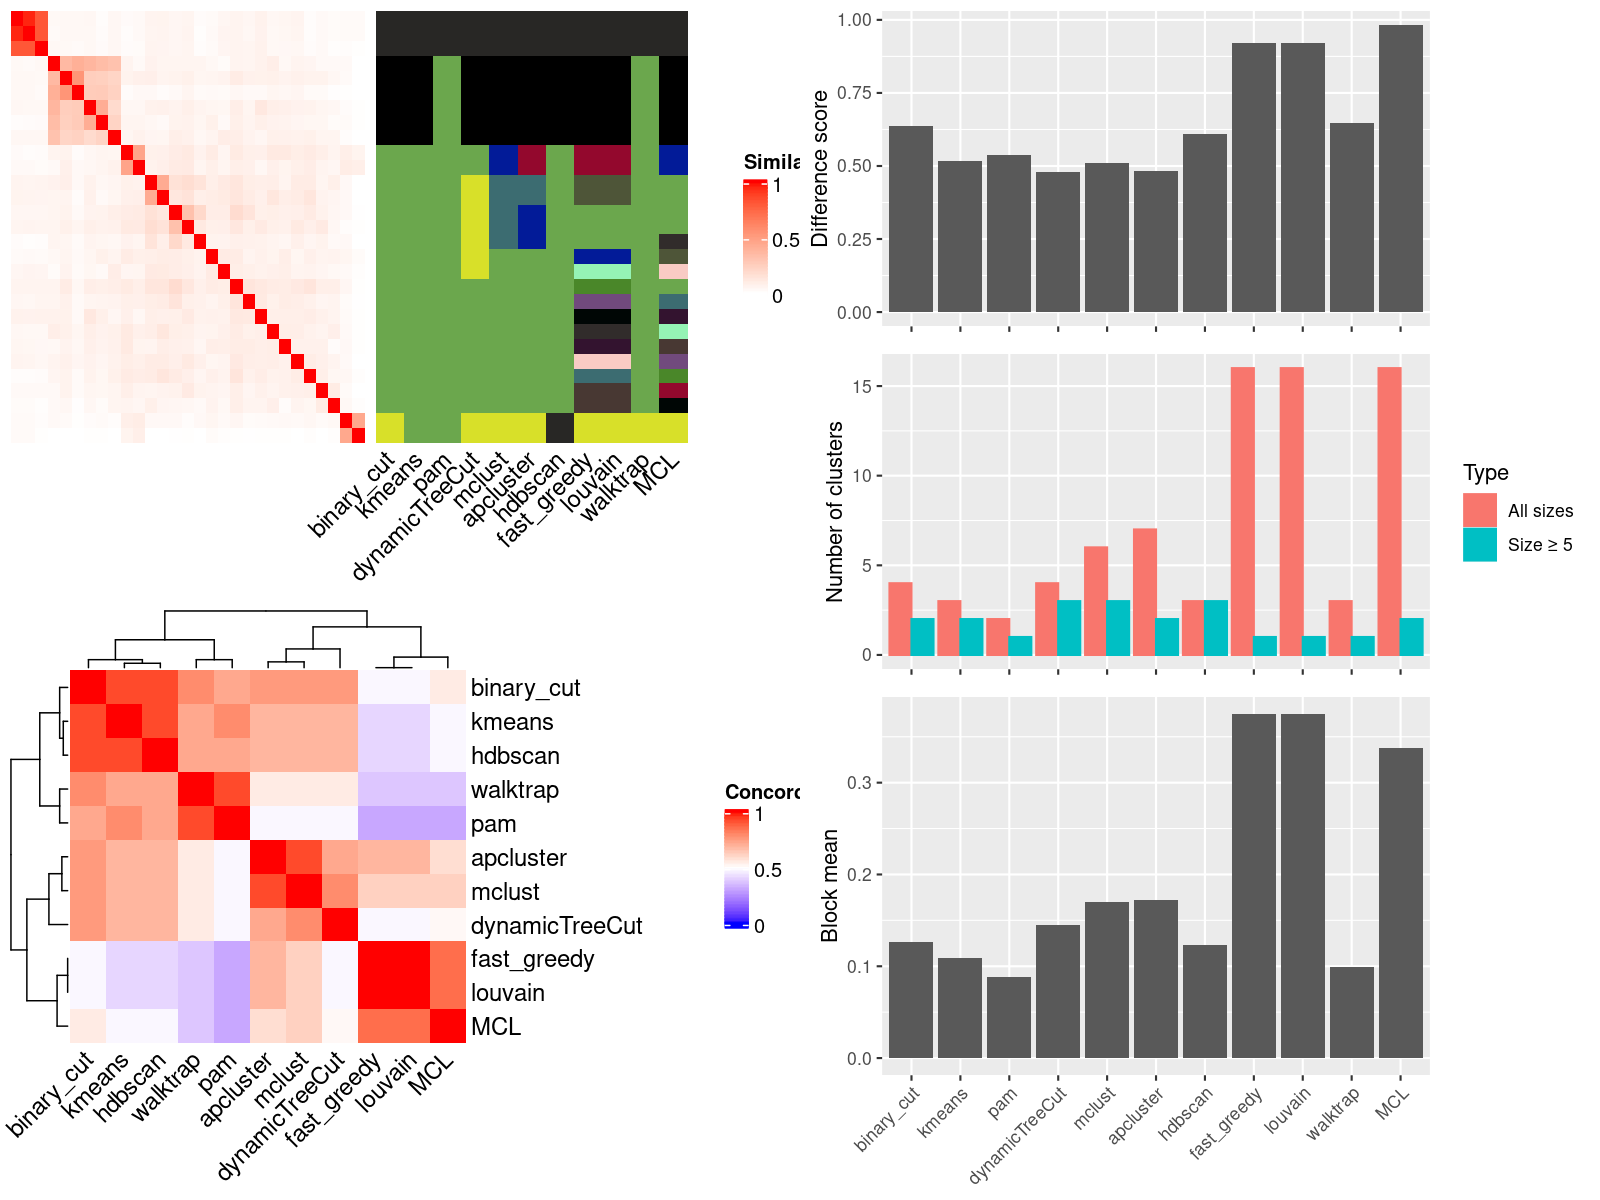 Simila
1
0.5
0
binary_cut
kmeans
pam
dynamicTreeCut
mclust
apcluster
hdbscan
fast_greedy
louvain
walktrap
MCL
binary_cut
kmeans
hdbscan
walktrap
pam
apcluster
mclust
dynamicTreeCut
fast_greedy
louvain
MCL
binary_cut
kmeans
hdbscan
walktrap
pam
apcluster
mclust
dynamicTreeCut
fast_greedy
louvain
MCL
Concord
1
0.5
0
Difference score
1.00
0.75
0.50
0.25
0.00
Number of clusters
15
10
5
0
Type
All sizes
Size ≥ 5
Block mean
0.3
0.2
0.1
0.0
binary_cut
kmeans
pam
dynamicTreeCut
mclust
apcluster
hdbscan
fast_greedy
louvain
walktrap
MCL